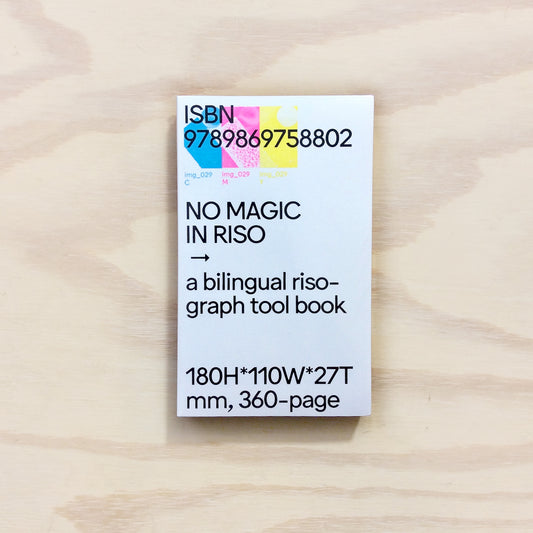 ISBN
9789869758802
img_029 img_029 img_029
C M Y
NO MAGIC
IN RISO
→
a bilingual riso-
graph tool book
180H*110W*27T
mm, 360-page